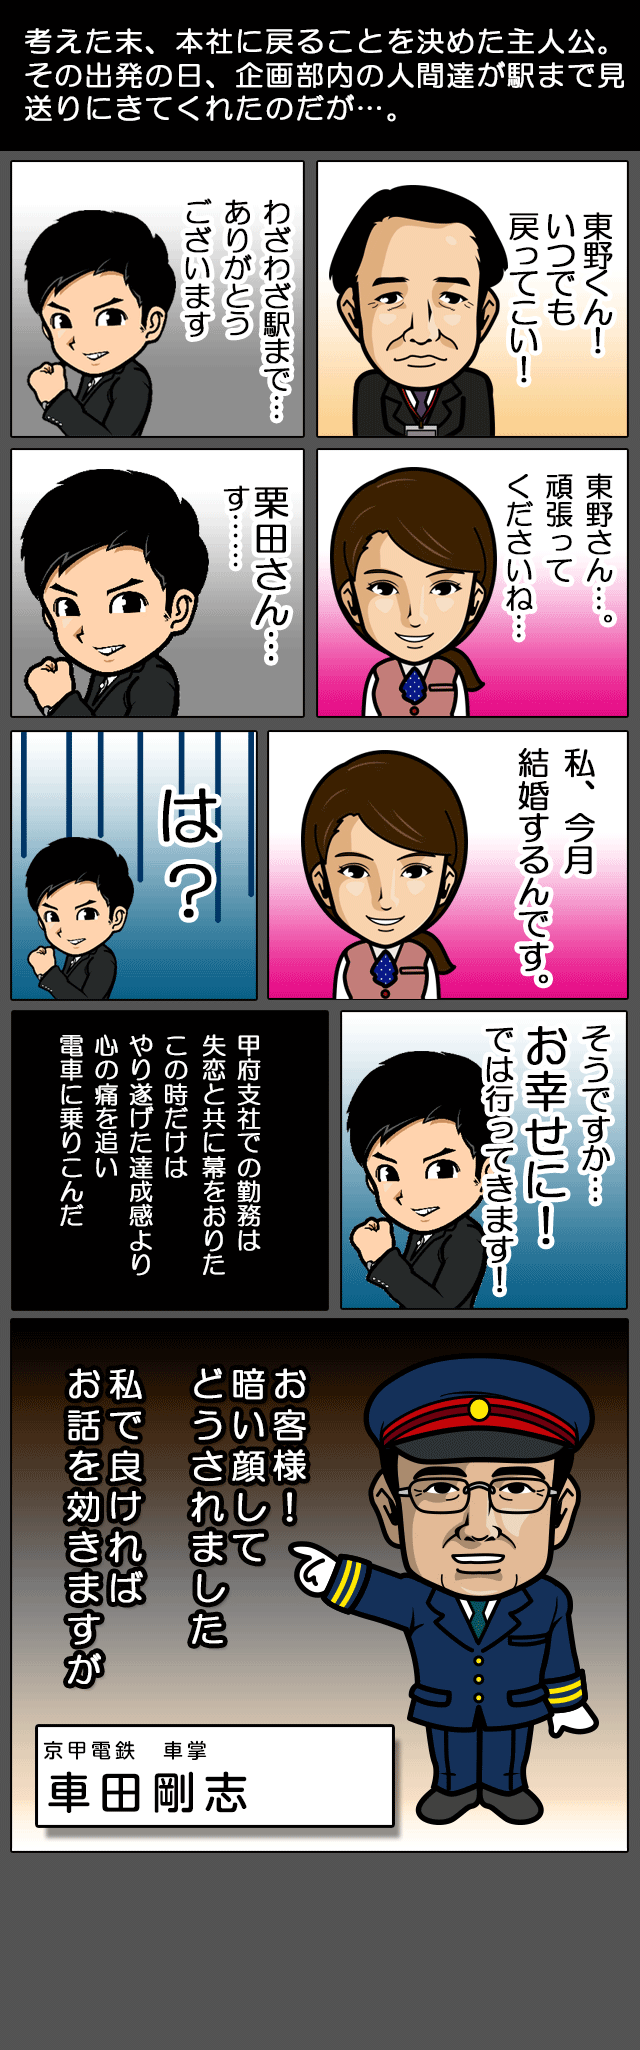 考えた末、本社に戻ることを決めた主人公。
その出発の日、企画部内の人間達が駅まで見
送りにきてくれたのだが…。
東野くん！
いつでも
戻ってこい！
わざわざ駅まで…
ありがとう
ございます
東野さん…。
頑張って
くださいね…
栗田さん…
す……
私、今月
結婚するんです。
は？
そうですか…
お幸せに！
では行ってきます！
甲府支社での勤務は
失恋と共に幕をおりた
この時だけは
やり遂げた達成感より
心の痛を追い
電車に乗りこんだ
お客様！
暗い顔して
どうされました
私で良ければ
お話を効きますが
京甲電鉄　車掌
車田剛志